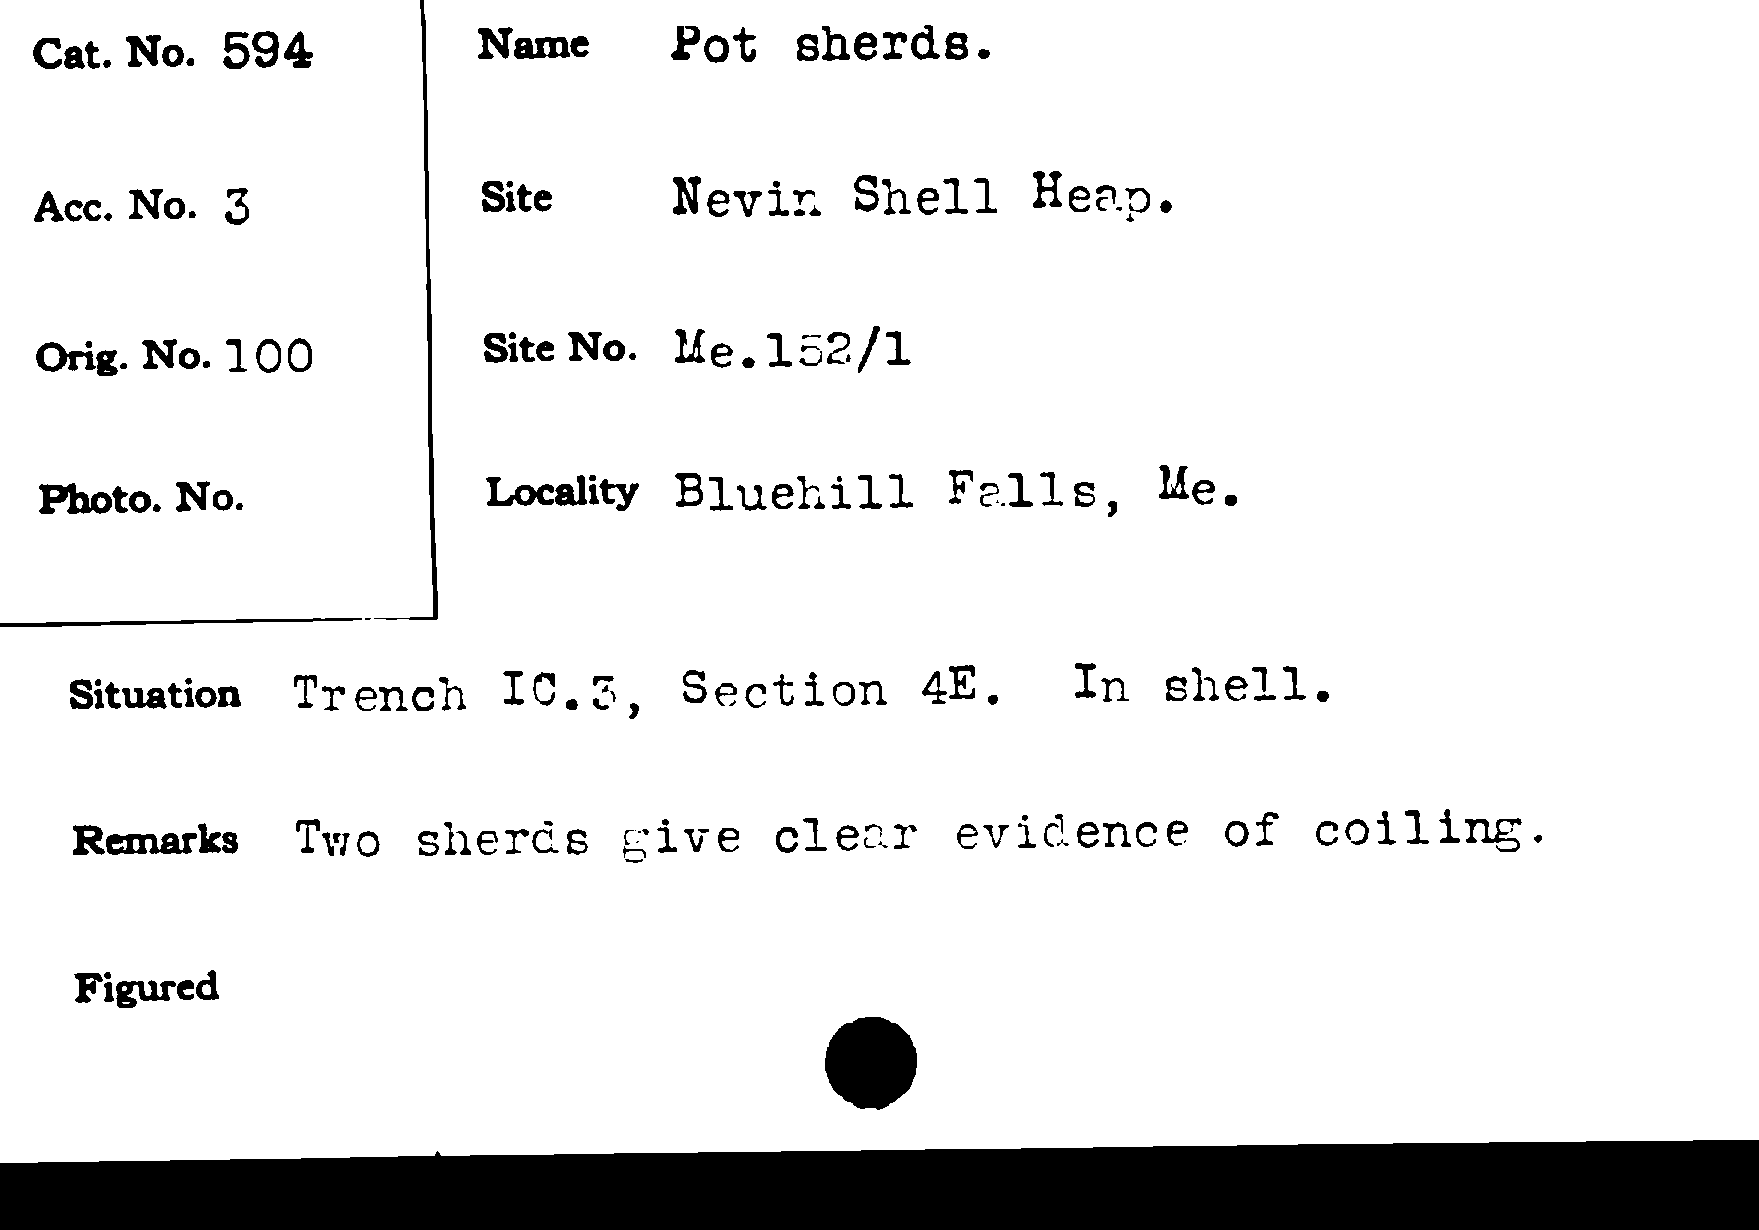 Cat. No. 594
Name Pot sherds.
Acc. No. 3
Site Nevin Shell Heap.
Orig. No. 100
Site No. Me.152/1
Photo. No.
Locality Bluehill Falls, Me.
Situation Trench IC.3, Section 4E. In shell.
Remarks Two sherds give clear evidence of coiling.
Figured